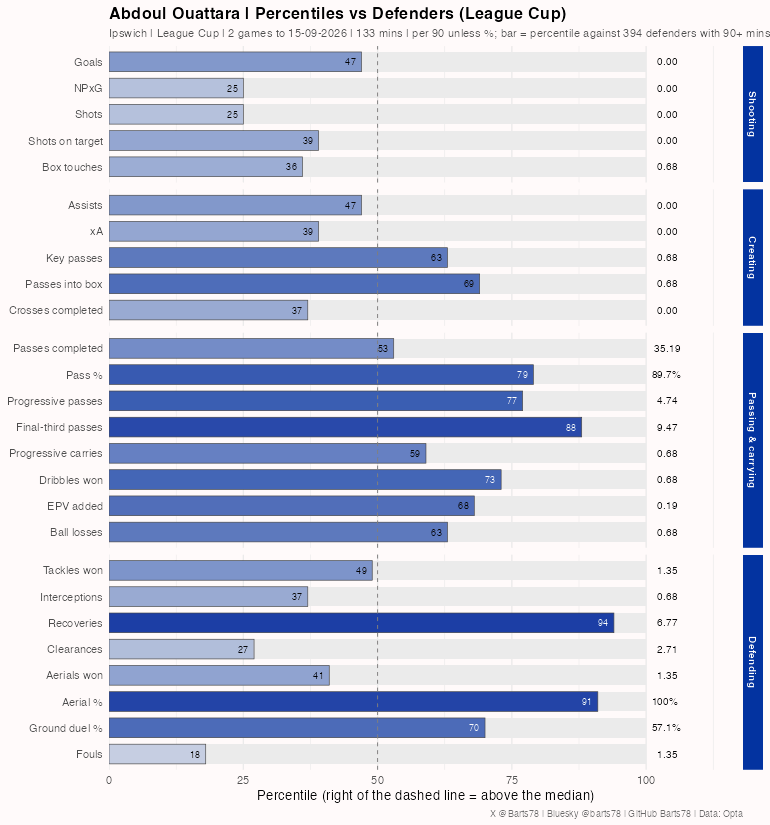 Abdoul Ouattara | Percentiles vs Defenders (League Cup)
Ipswich | League Cup | 2 games to 15-09-2026 | 133 mins | per 90 unless %; bar = percentile against 394 defenders with 90+ mins
Goals 47 0.00
NPxG 25 0.00
Shots 25 0.00
Shots on target 39 0.00
Box touches 36 0.68
Shooting
Assists 47 0.00
xA 39 0.00
Key passes 63 0.68
Passes into box 69 0.68
Crosses completed 37 0.00
Creating
Passes completed 53 35.19
Pass % 79 89.7%
Progressive passes 77 4.74
Final-third passes 88 9.47
Progressive carries 59 0.68
Dribbles won 73 0.68
EPV added 68 0.19
Ball losses 63 0.68
Passing & carrying
Tackles won 49 1.35
Interceptions 37 0.68
Recoveries 94 6.77
Clearances 27 2.71
Aerials won 41 1.35
Aerial % 91 100%
Ground duel % 70 57.1%
Fouls 18 1.35
Defending
0 25 50 75 100
Percentile (right of the dashed line = above the median)
X @Barts78 | Bluesky @barts78 | GitHub Barts78 | Data: Opta